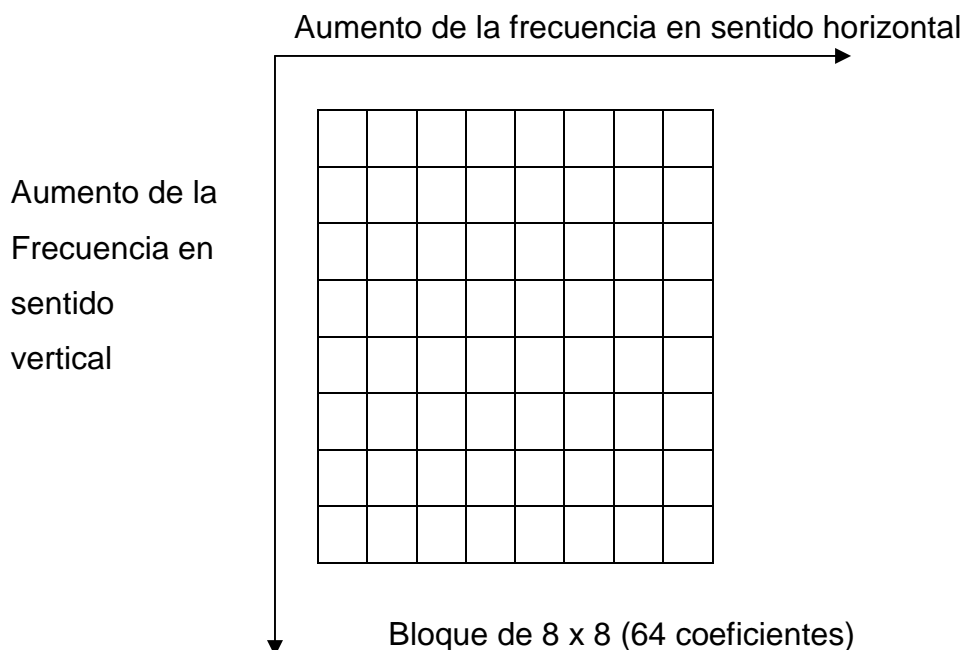 Aumento de la frecuencia en sentido horizontal
Aumento de la
Frecuencia en
sentido
vertical
Bloque de 8 x 8 (64 coeficientes)